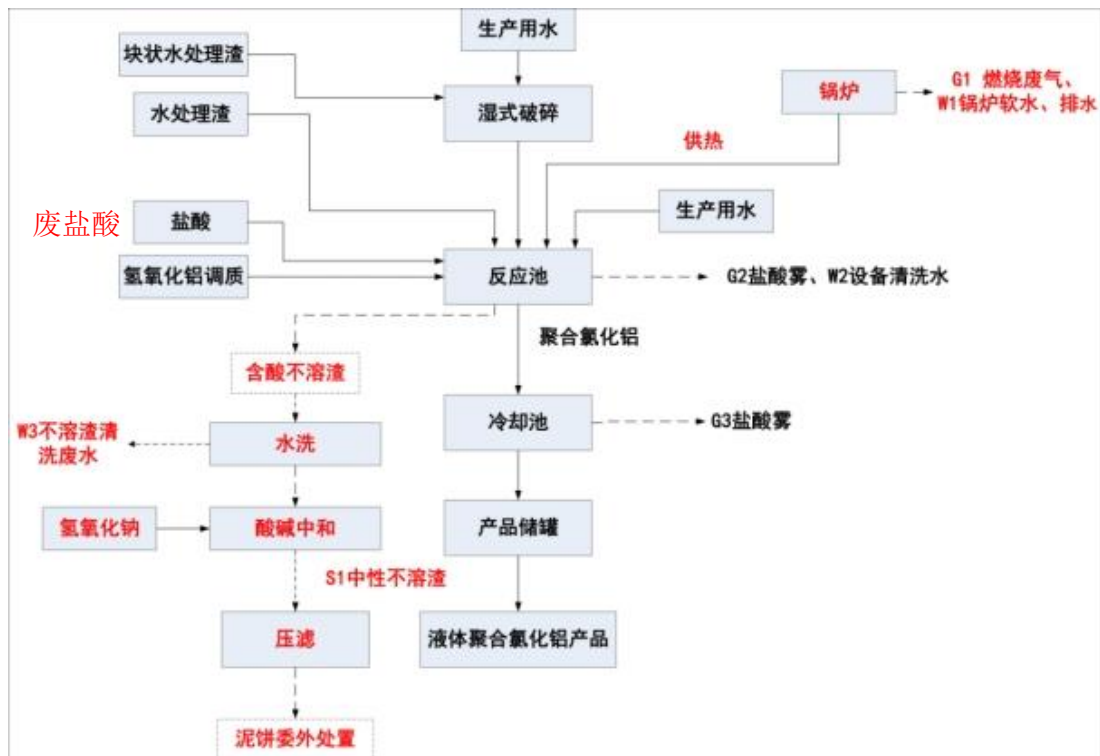 生产用水
块状水处理渣
水处理渣
湿式破碎
锅炉
G1 燃烧废气、
W1锅炉软水、排水
供热
废盐酸
盐酸
生产用水
氢氧化铝调质
反应池
G2盐酸雾、W2设备清洗水
聚合氯化铝
含酸不溶渣
冷却池
G3盐酸雾
W3不溶渣清
洗废水
水洗
氢氧化钠
酸碱中和
产品储罐
S1中性不溶渣
压滤
液体聚合氯化铝产品
泥饼委外处置